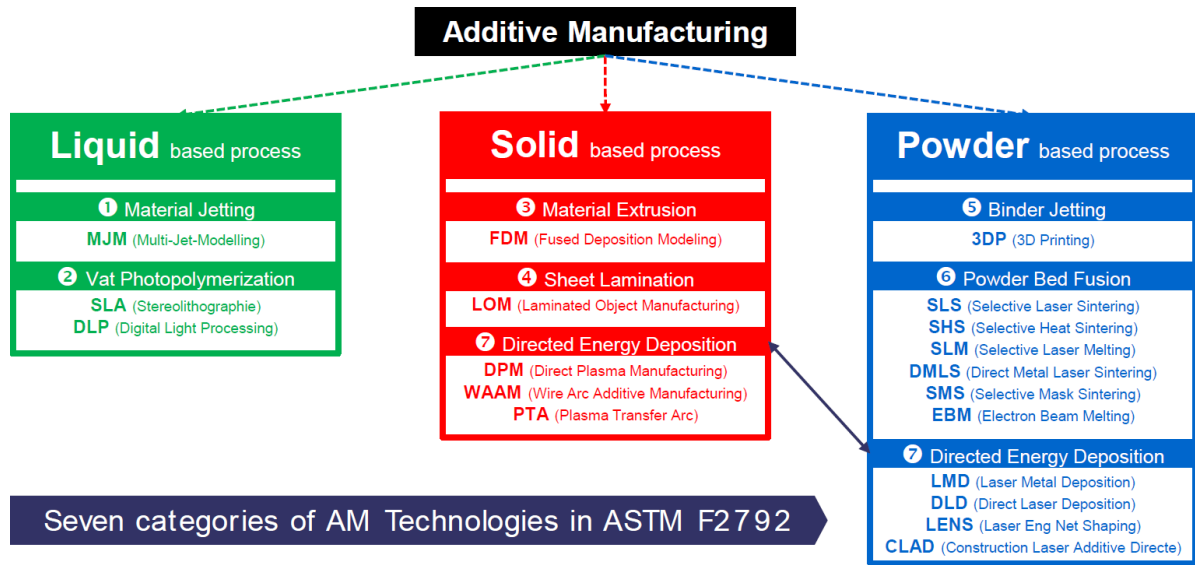 Additive Manufacturing
Liquid based process
❶ Material Jetting
MJM (Multi-Jet-Modelling)
❷ Vat Photopolymerization
SLA (Stereolithographie)
DLP (Digital Light Processing)
Solid based process
❸ Material Extrusion
FDM (Fused Deposition Modeling)
❹ Sheet Lamination
LOM (Laminated Object Manufacturing)
❼ Directed Energy Deposition
DPM (Direct Plasma Manufacturing)
WAAM (Wire Arc Additive Manufacturing)
PTA (Plasma Transfer Arc)
Powder based process
❺ Binder Jetting
3DP (3D Printing)
❻ Powder Bed Fusion
SLS (Selective Laser Sintering)
SHS (Selective Heat Sintering)
SLM (Selective Laser Melting)
DMLS (Direct Metal Laser Sintering)
SMS (Selective Mask Sintering)
EBM (Electron Beam Melting)
❼ Directed Energy Deposition
LMD (Laser Metal Deposition)
DLD (Direct Laser Deposition)
LENS (Laser Eng Net Shaping)
CLAD (Construction Laser Additive Directe)
Seven categories of AM Technologies in ASTM F2792